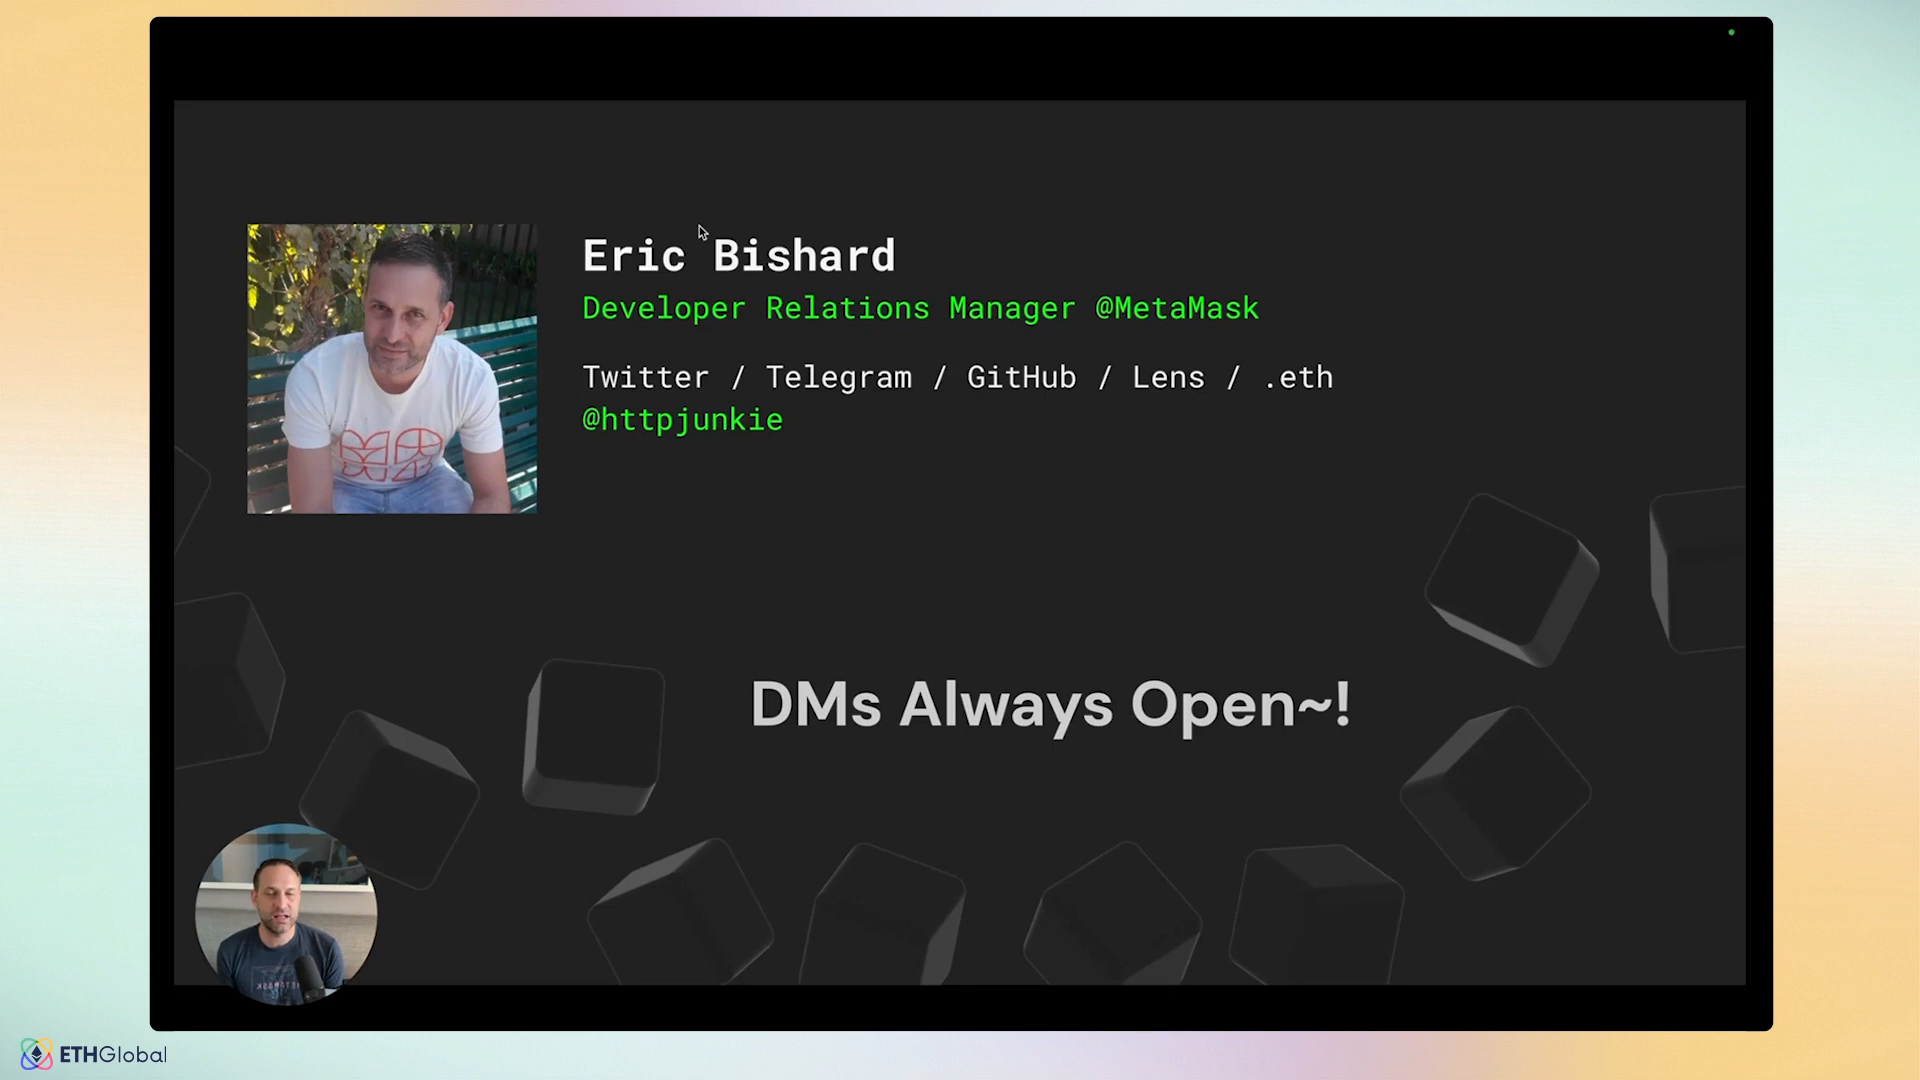 Eric Bishard
Developer Relations Manager @MetaMask
Twitter / Telegram / GitHub / Lens / .eth
@httpjunkie
DMs Always Open~!
ETHGlobal